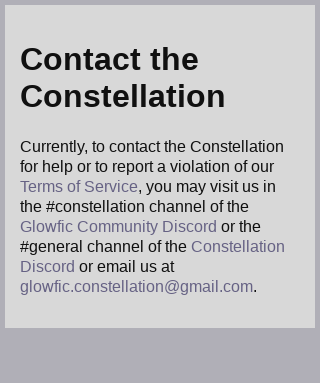 Contact the
Constellation
Currently, to contact the Constellation
for help or to report a violation of our
Terms of Service, you may visit us in
the #constellation channel of the
Glowfic Community Discord or the
#general channel of the Constellation
Discord or email us at
glowfic.constellation@gmail.com.